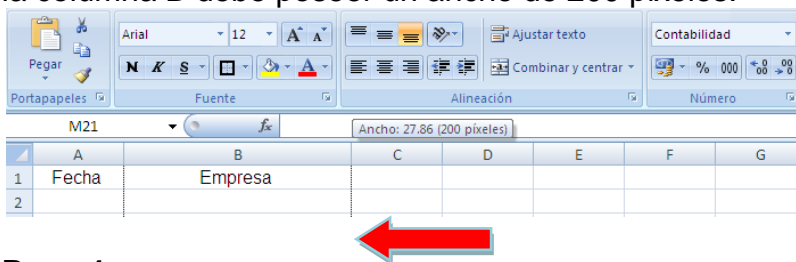 la columna B debe poseer un ancho de 200 píxeles.
Arial 12 A A Ajustar texto Contabilidad
Pegar N K S A Combinar y centrar % 000
Portapapeles Fuente Alineación Número
M21 fx Ancho: 27.86 (200 píxeles)
A B C D E F G
1 Fecha Empresa
2